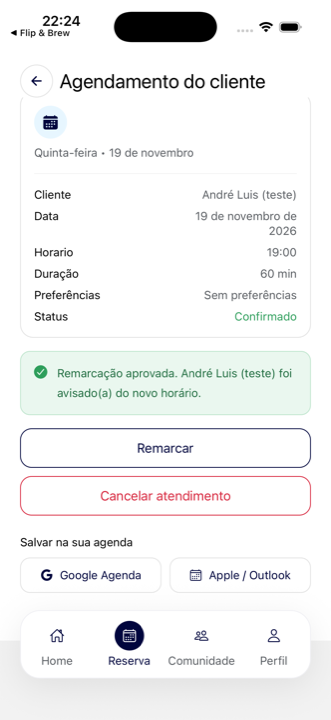 22:24
◀ Flip & Brew
Agendamento do cliente
Quinta-feira • 19 de novembro
Cliente André Luis (teste)
Data 19 de novembro de
2026
Horario 19:00
Duração 60 min
Preferências Sem preferências
Status Confirmado
Remarcação aprovada. André Luis (teste) foi
avisado(a) do novo horário.
Remarcar
Cancelar atendimento
Salvar na sua agenda
Google Agenda Apple / Outlook
Home Reserva Comunidade Perfil